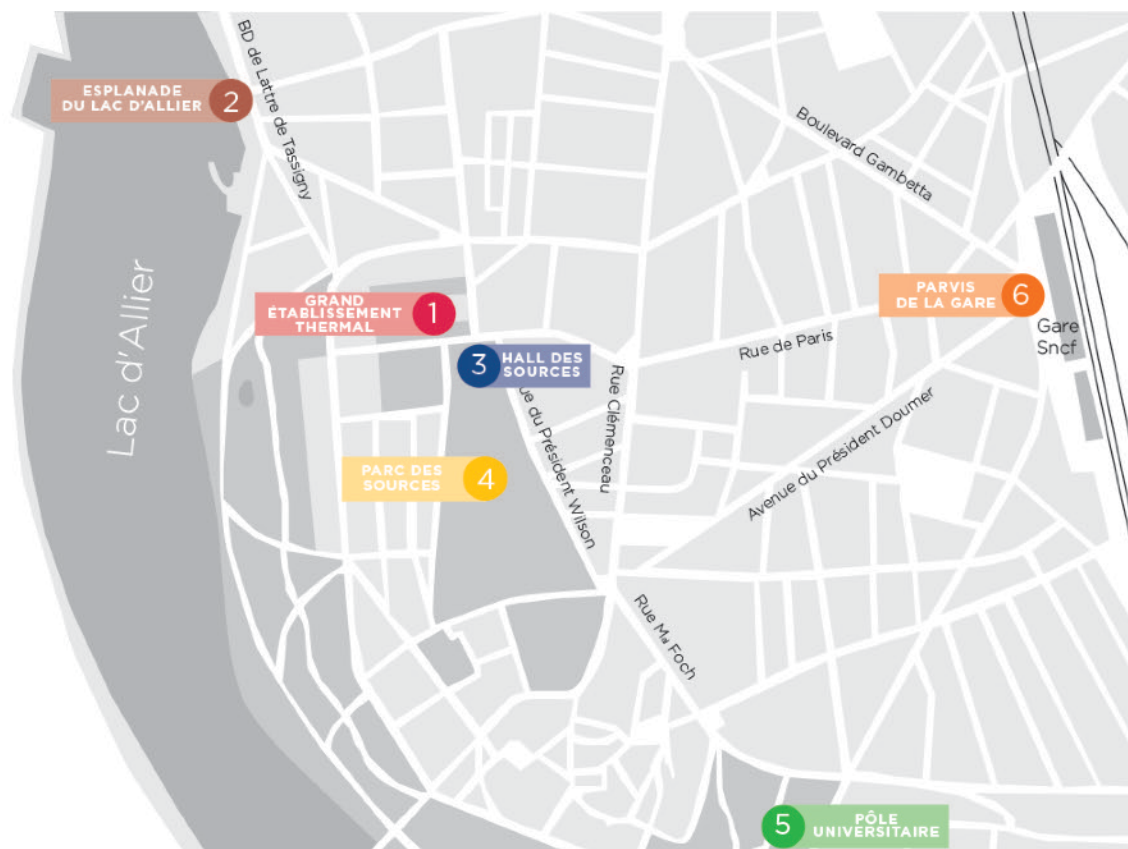 BD de Lattre de Tassigny
ESPLANADE
DU LAC D'ALLIER
2
Boulevard Gambetta
Lac d'Allier
GRAND
ÉTABLISSEMENT
THERMAL
1
PARVIS
DE LA GARE
6
Gare
Sncf
Rue de Paris
3
HALL DES
SOURCES
ue du Président Wilson
Rue Clémenceau
Avenue du Président Doumer
PARC DES
SOURCES
4
Rue Mal Foch
5
PÔLE
UNIVERSITAIRE